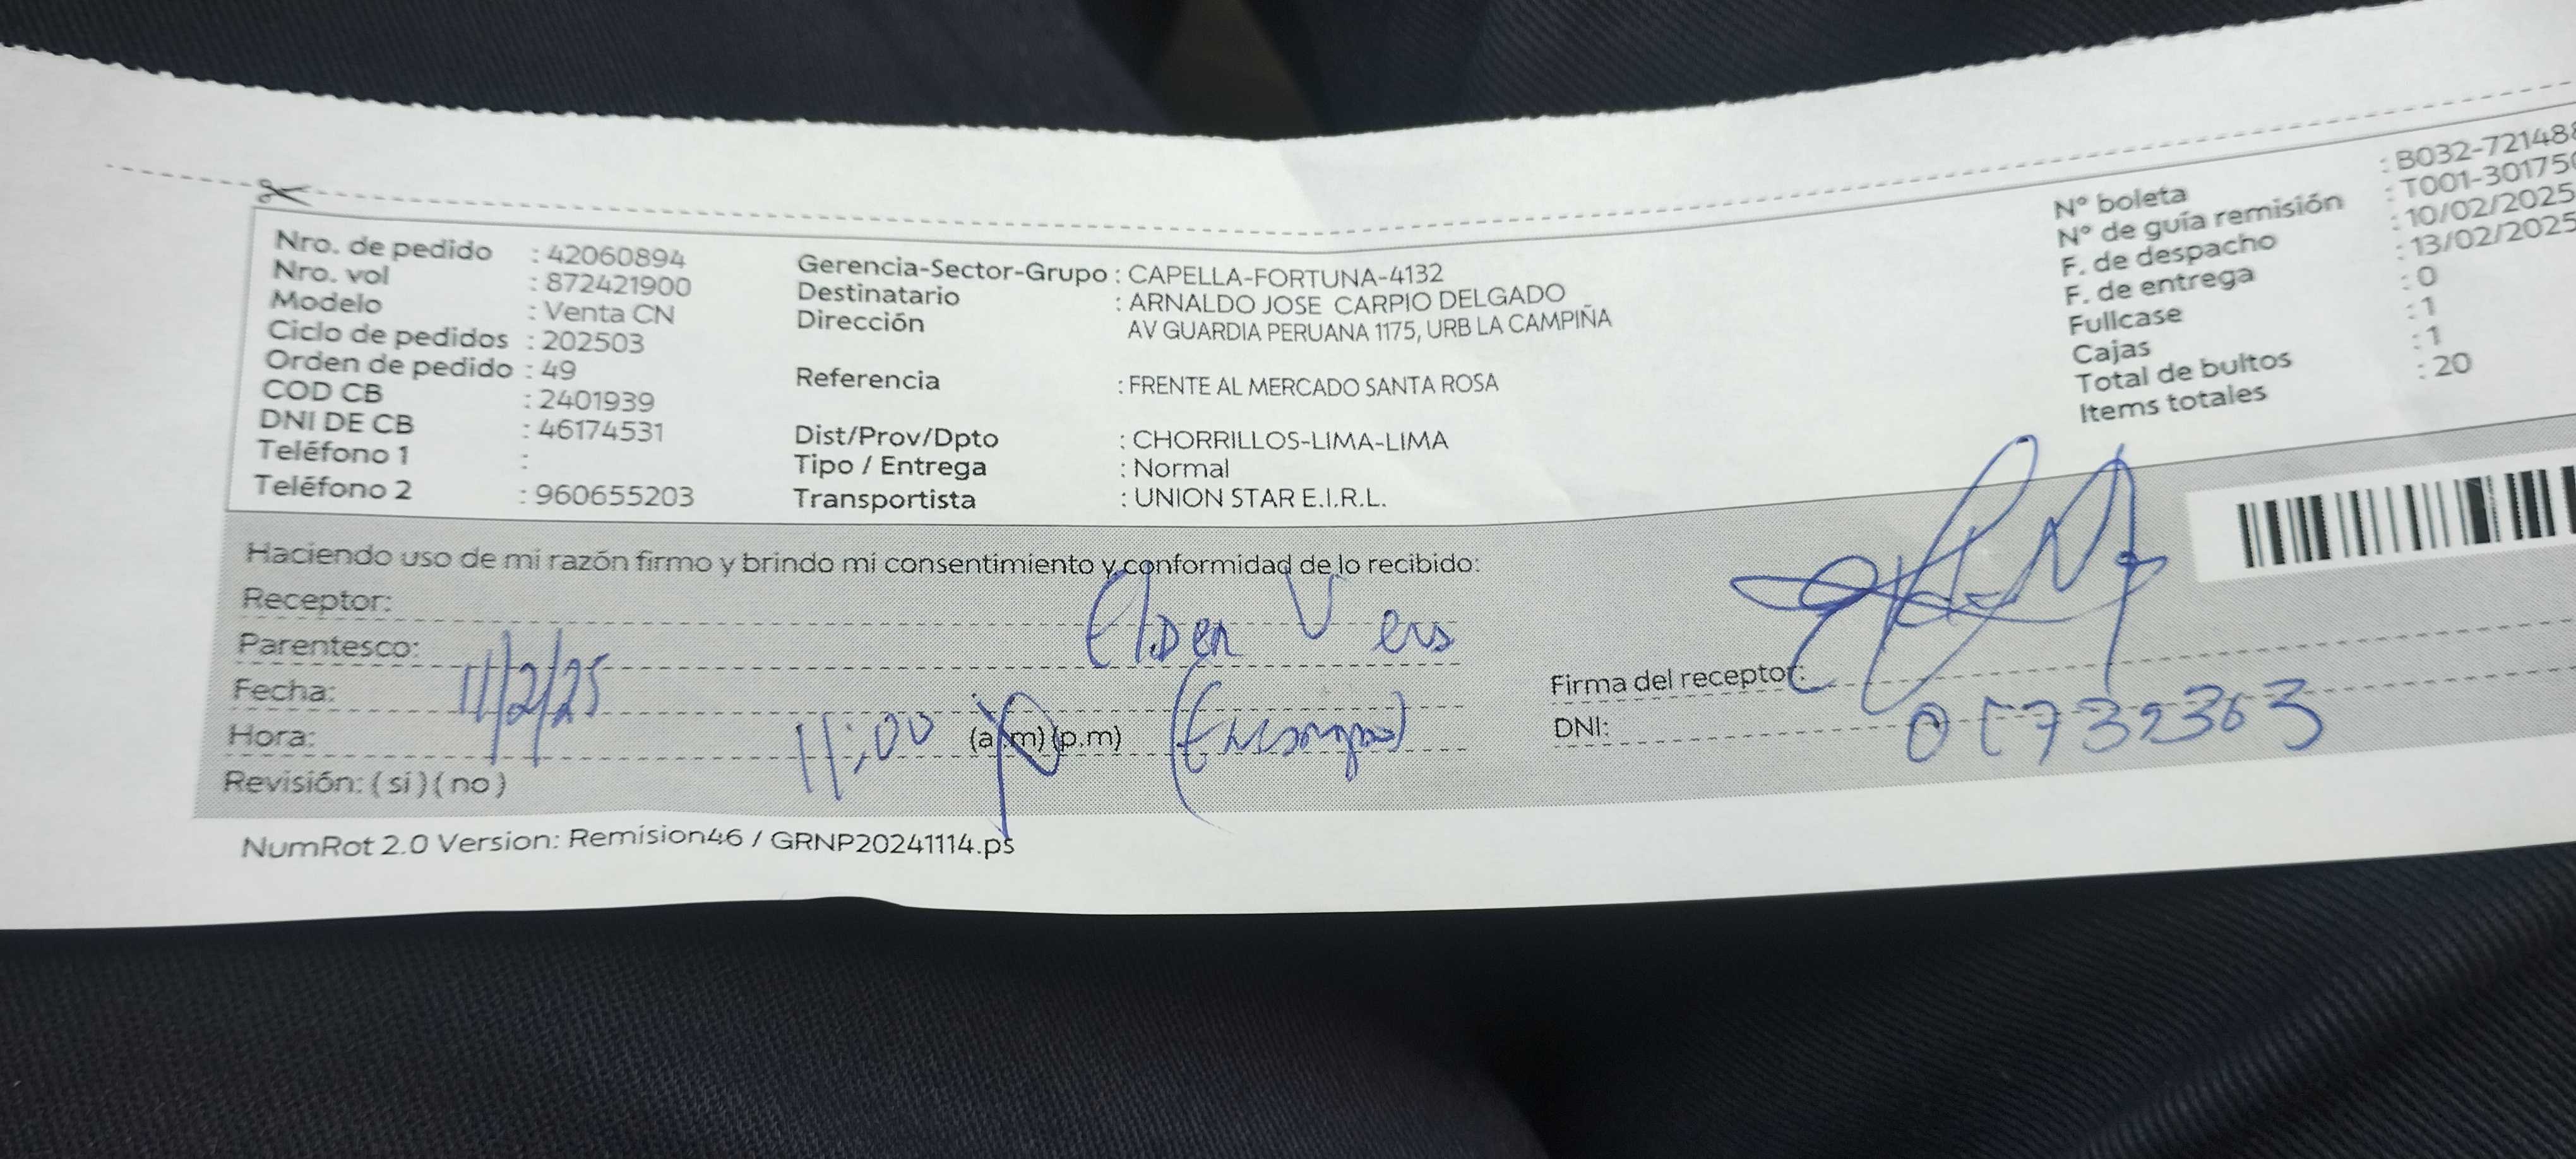 Nro. de pedido : 42060894
Nro. vol : 872421900
Modelo : Venta CN
Ciclo de pedidos : 202503
Orden de pedido : 49
COD CB : 2401939
DNI DE CB : 46174531
Teléfono 1 :
Teléfono 2 : 960655203
Gerencia-Sector-Grupo : CAPELLA-FORTUNA-4132
Destinatario : ARNALDO JOSE CARPIO DELGADO
Dirección AV GUARDIA PERUANA 1175, URB LA CAMPIÑA
Referencia : FRENTE AL MERCADO SANTA ROSA
Dist/Prov/Dpto : CHORRILLOS-LIMA-LIMA
Tipo / Entrega : Normal
Transportista : UNION STAR E.I.R.L.
N° boleta : B032-72148
N° de guía remisión : T001-30175
F. de despacho : 10/02/2025
F. de entrega : 13/02/2025
Fullcase : 0
Cajas : 1
Total de bultos : 1
Items totales : 20
Haciendo uso de mi razón firmo y brindo mi consentimiento y conformidad de lo recibido:
Receptor:
Parentesco:
Fecha: 11/2/25
Hora: 11:00 (a.m)(p.m)
Revisión: (si)(no)
Firma del receptor:
DNI:
NumRot 2.0 Version: Remision46 / GRNP20241114.ps